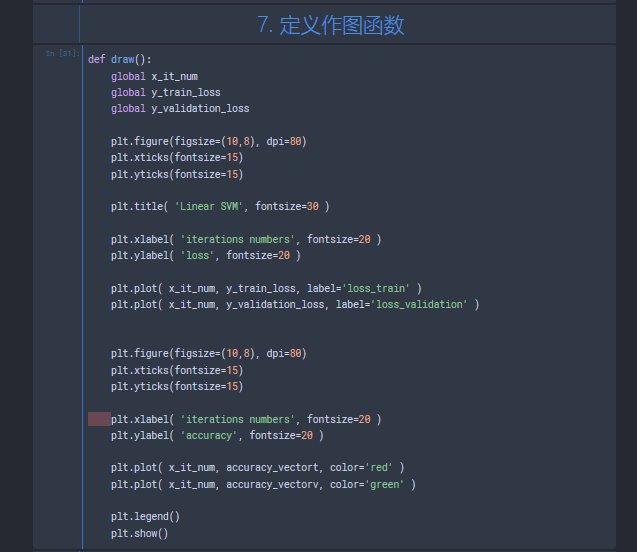 7. 定义作图函数
In [91]:
def draw():
    global x_it_num
    global y_train_loss
    global y_validation_loss

    plt.figure(figsize=(10,8), dpi=80)
    plt.xticks(fontsize=15)
    plt.yticks(fontsize=15)

    plt.title( 'Linear SVM', fontsize=30 )

    plt.xlabel( 'iterations numbers', fontsize=20 )
    plt.ylabel( 'loss', fontsize=20 )

    plt.plot( x_it_num, y_train_loss, label='loss_train' )
    plt.plot( x_it_num, y_validation_loss, label='loss_validation' )

    plt.figure(figsize=(10,8), dpi=80)
    plt.xticks(fontsize=15)
    plt.yticks(fontsize=15)

    plt.xlabel( 'iterations numbers', fontsize=20 )
    plt.ylabel( 'accuracy', fontsize=20 )

    plt.plot( x_it_num, accuracy_vectort, color='red' )
    plt.plot( x_it_num, accuracy_vectorv, color='green' )

    plt.legend()
    plt.show()